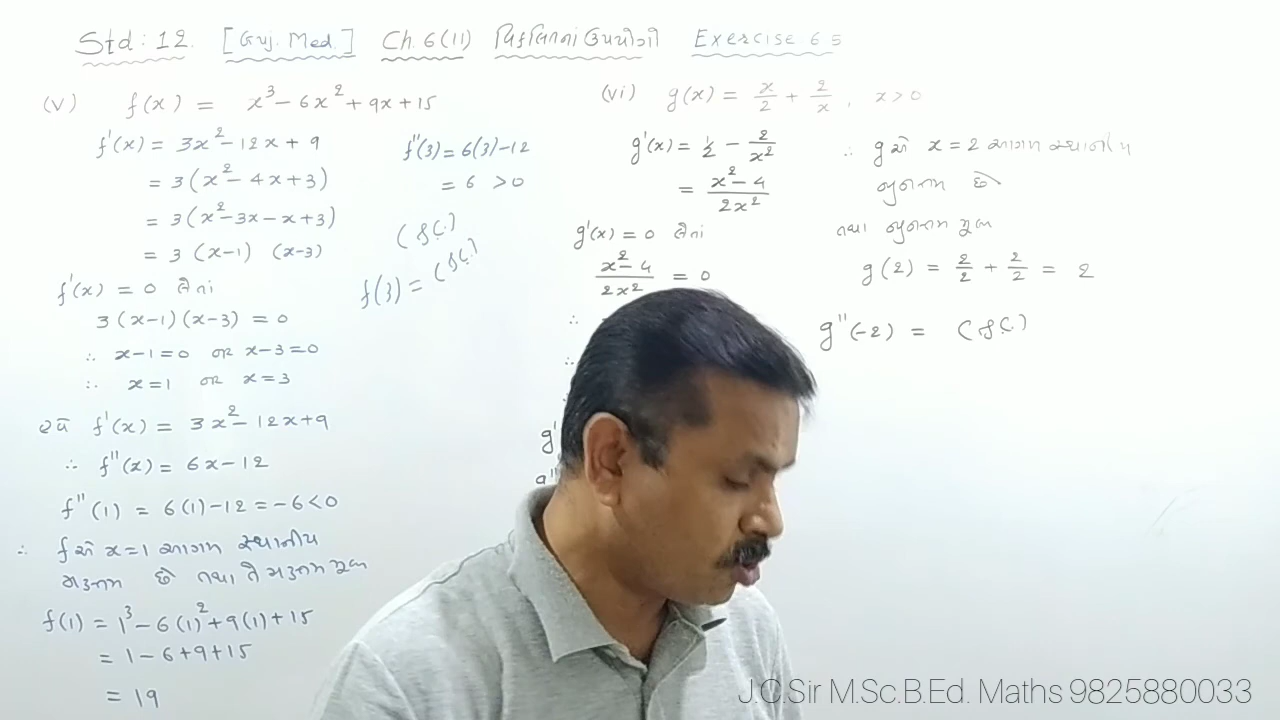 Std: 12. [Guj. Med.] Ch. 6(11) વિકલિતનાં ઉપયોગો Exercise 6.5
(v) f(x) = x³ - 6x² + 9x + 15
f'(x) = 3x² - 12x + 9
= 3(x² - 4x + 3)
= 3(x² - 3x - x + 3)
= 3 (x-1) (x-3)
f'(x) = 0 લેતાં
3(x-1)(x-3) = 0
∴ x-1=0 or x-3=0
∴ x=1 or x=3
હવે f'(x) = 3x² - 12x + 9
∴ f''(x) = 6x - 12
f''(1) = 6(1) - 12 = -6 < 0
∴ f એ x=1 આગળ સ્થાનીય
મહત્તમ છે તથા તે મહત્તમ મૂલ્ય
f(1) = 1³ - 6(1)² + 9(1) + 15
= 1 - 6 + 9 + 15
= 19
f''(3) = 6(3) - 12
= 6 > 0
f(3) =
(vi) g(x) = x/2 + 2/x, x > 0
g'(x) = 1/2 - 2/x²
= x² - 4 / 2x²
g'(x) = 0 લેતાં
x² - 4 / 2x² = 0
∴
∴
g'
g''
∴ g એ x = 2 આગળ સ્થાનીય
ન્યુનતમ છે
તથા ન્યુનતમ મૂલ્ય
g(2) = 2/2 + 2/2 = 2
g''(-2) =
J.C.Sir M.Sc.B.Ed. Maths 9825880033